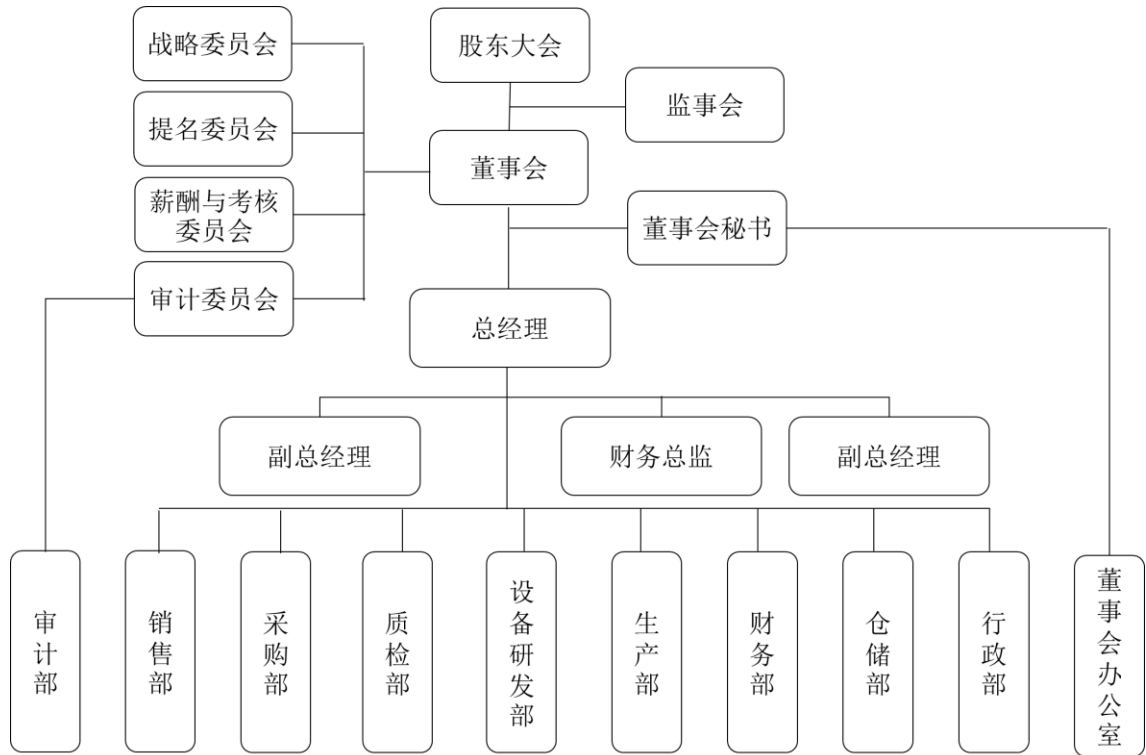 战略委员会
股东大会
监事会
提名委员会
董事会
薪酬与考核
委员会
董事会秘书
审计委员会
总经理
副总经理
财务总监
副总经理
审计部
销售部
采购部
质检部
设备研发部
生产部
财务部
仓储部
行政部
董事会办公室